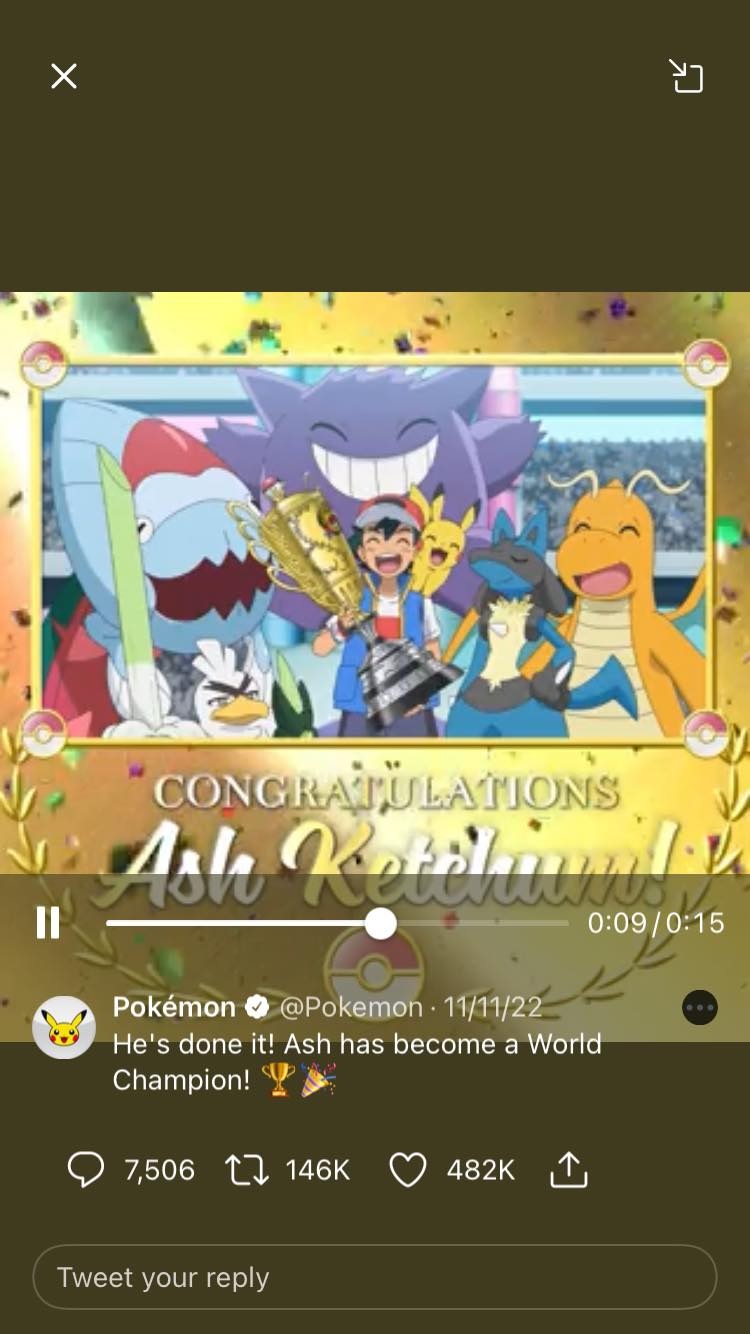 CONGRATULATIONS
Ash Ketchum!
0:09/0:15
Pokémon @Pokemon · 11/11/22
He's done it! Ash has become a World
Champion! 🏆🎉
7,506 146K 482K
Tweet your reply